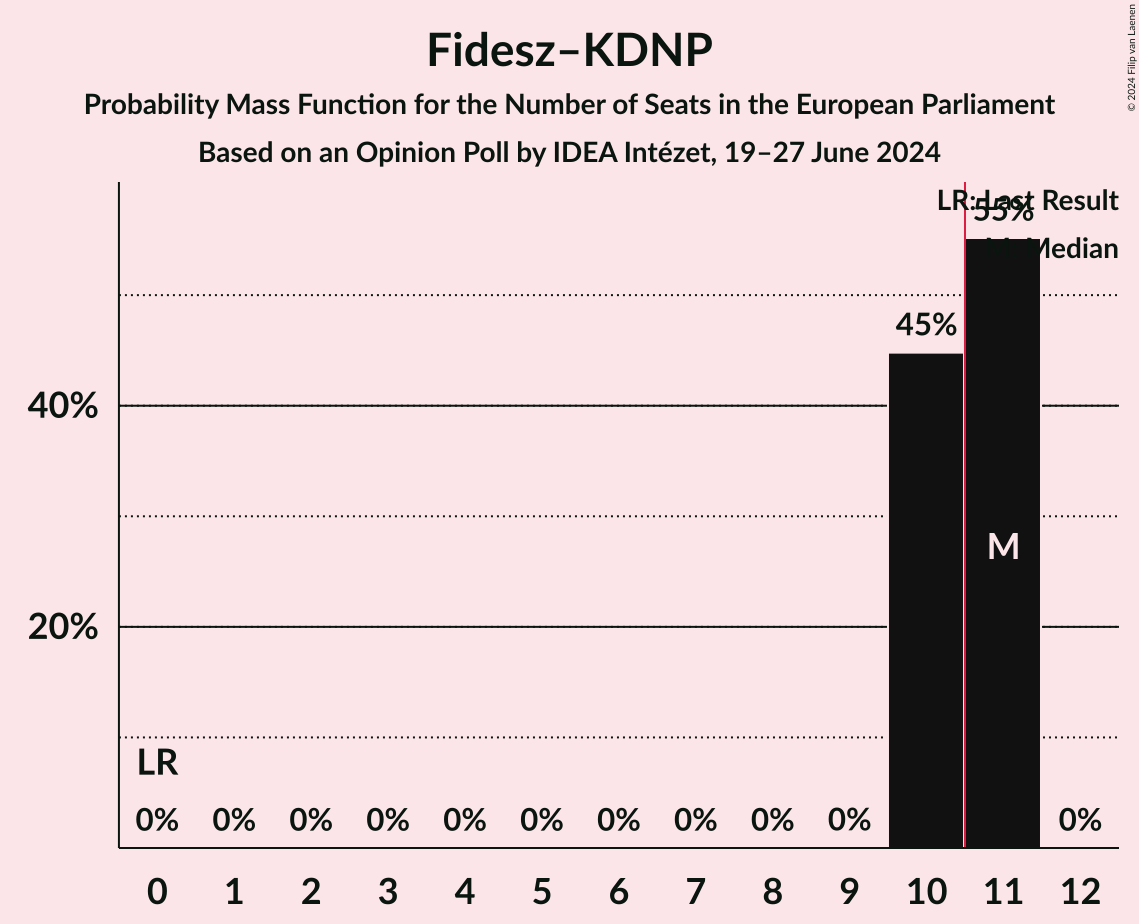 Fidesz–KDNP
Probability Mass Function for the Number of Seats in the European Parliament
Based on an Opinion Poll by IDEA Intézet, 19–27 June 2024
© 2024 Filip van Laenen
LR: Last Result
M: Median
55%
45%
40%
M
20%
LR
0% 0% 0% 0% 0% 0% 0% 0% 0% 0% 0%
0 1 2 3 4 5 6 7 8 9 10 11 12